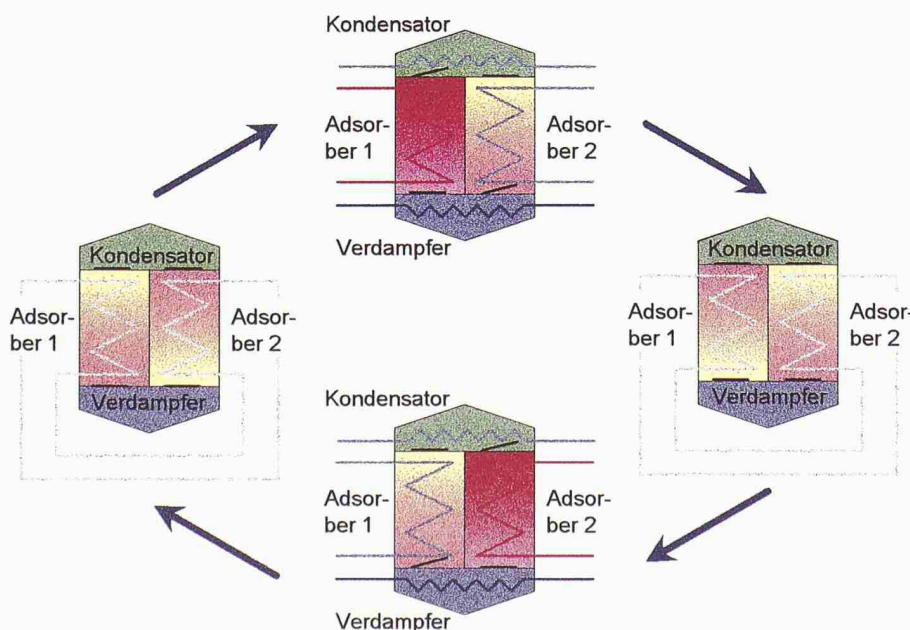 Kondensator
Adsor-
ber 1
Adsor-
ber 2
Verdampfer
Kondensator
Adsor-
ber 1
Adsor-
ber 2
Verdampfer
Kondensator
Adsor-
ber 1
Adsor-
ber 2
Verdampfer
Kondensator
Adsor-
ber 1
Adsor-
ber 2
Verdampfer